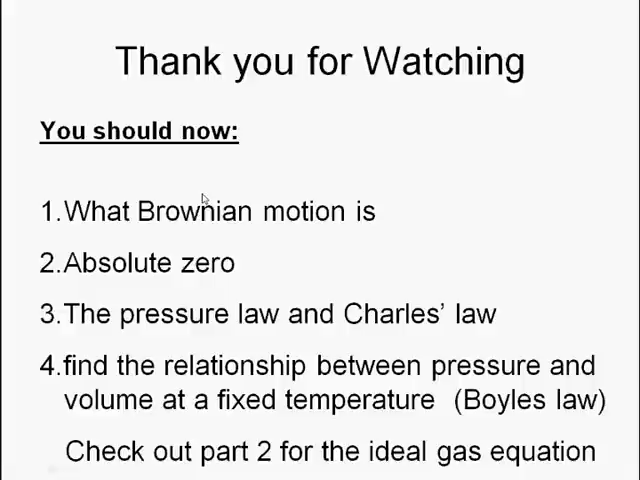 Thank you for Watching
You should now:
1.What Brownian motion is
2.Absolute zero
3.The pressure law and Charles’ law
4.find the relationship between pressure and
volume at a fixed temperature (Boyles law)
Check out part 2 for the ideal gas equation